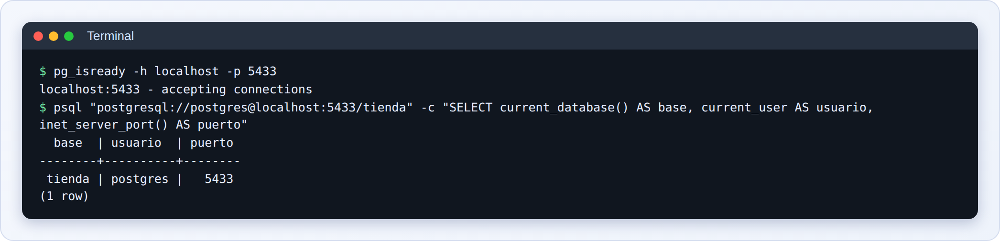 Terminal
$ pg_isready -h localhost -p 5433
localhost:5433 - accepting connections
$ psql "postgresql://postgres@localhost:5433/tienda" -c "SELECT current_database() AS base, current_user AS usuario,
inet_server_port() AS puerto"
  base  | usuario  | puerto
--------+----------+--------
 tienda | postgres |   5433
(1 row)